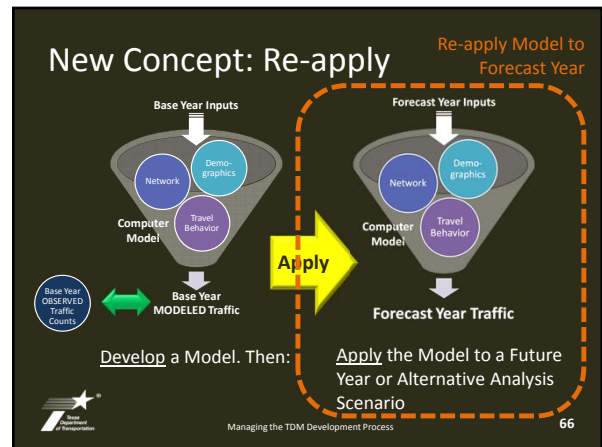 New Concept: Re-apply
Re-apply Model to
Forecast Year
Base Year Inputs
Network
Demo-
graphics
Travel
Behavior
Computer
Model
Base Year
OBSERVED
Traffic
Counts
Base Year
MODELED Traffic
Develop a Model. Then:
Apply
Forecast Year Inputs
Network
Demo-
graphics
Travel
Behavior
Computer
Model
Forecast Year Traffic
Apply the Model to a Future
Year or Alternative Analysis
Scenario
®
Texas
Department
of Transportation
Managing the TDM Development Process
66